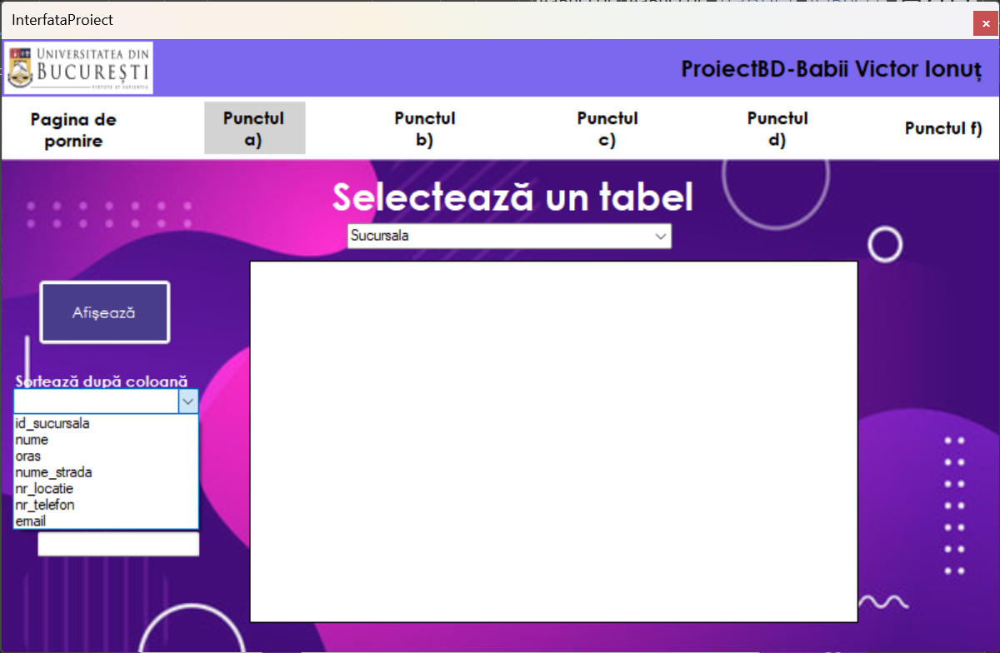 InterfataProiect
UNIVERSITATEA DIN
BUCUREȘTI
VIRTUTE ET SAPIENTIA
ProiectBD-Babii Victor Ionuț
Pagina de
pornire
Punctul
a)
Punctul
b)
Punctul
c)
Punctul
d)
Punctul f)
Selectează un tabel
Sucursala
Afișează
Sortează după coloană
id_sucursala
nume
oras
nume_strada
nr_locatie
nr_telefon
email